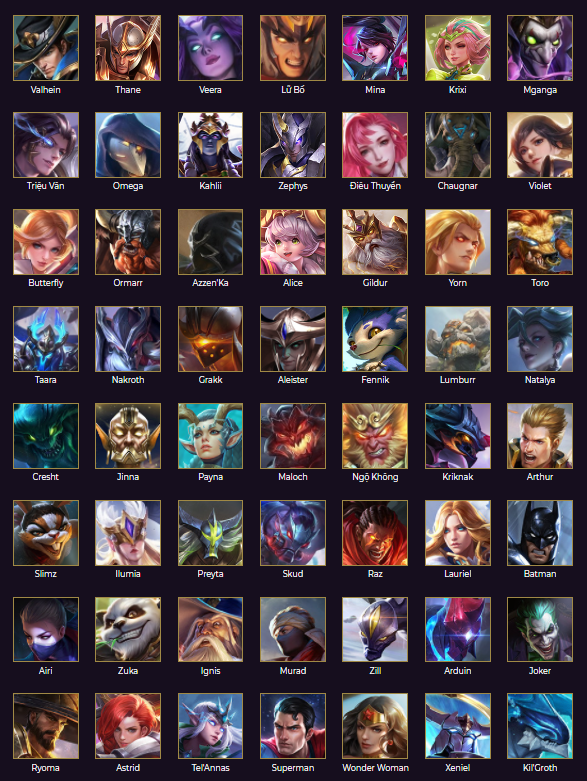 Valhein Thane Veera Lữ Bố Mina Krixi Mganga
Triệu Vân Omega Kahlii Zephys Điêu Thuyền Chaugnar Violet
Butterfly Ormarr Azzen'Ka Alice Gildur Yorn Toro
Taara Nakroth Grakk Aleister Fennik Lumburr Natalya
Cresht Jinna Payna Maloch Ngộ Không Kriknak Arthur
Slimz Ilumia Preyta Skud Raz Lauriel Batman
Airi Zuka Ignis Murad Zill Arduin Joker
Ryoma Astrid Tel'Annas Superman Wonder Woman Xeniel Kil'Groth